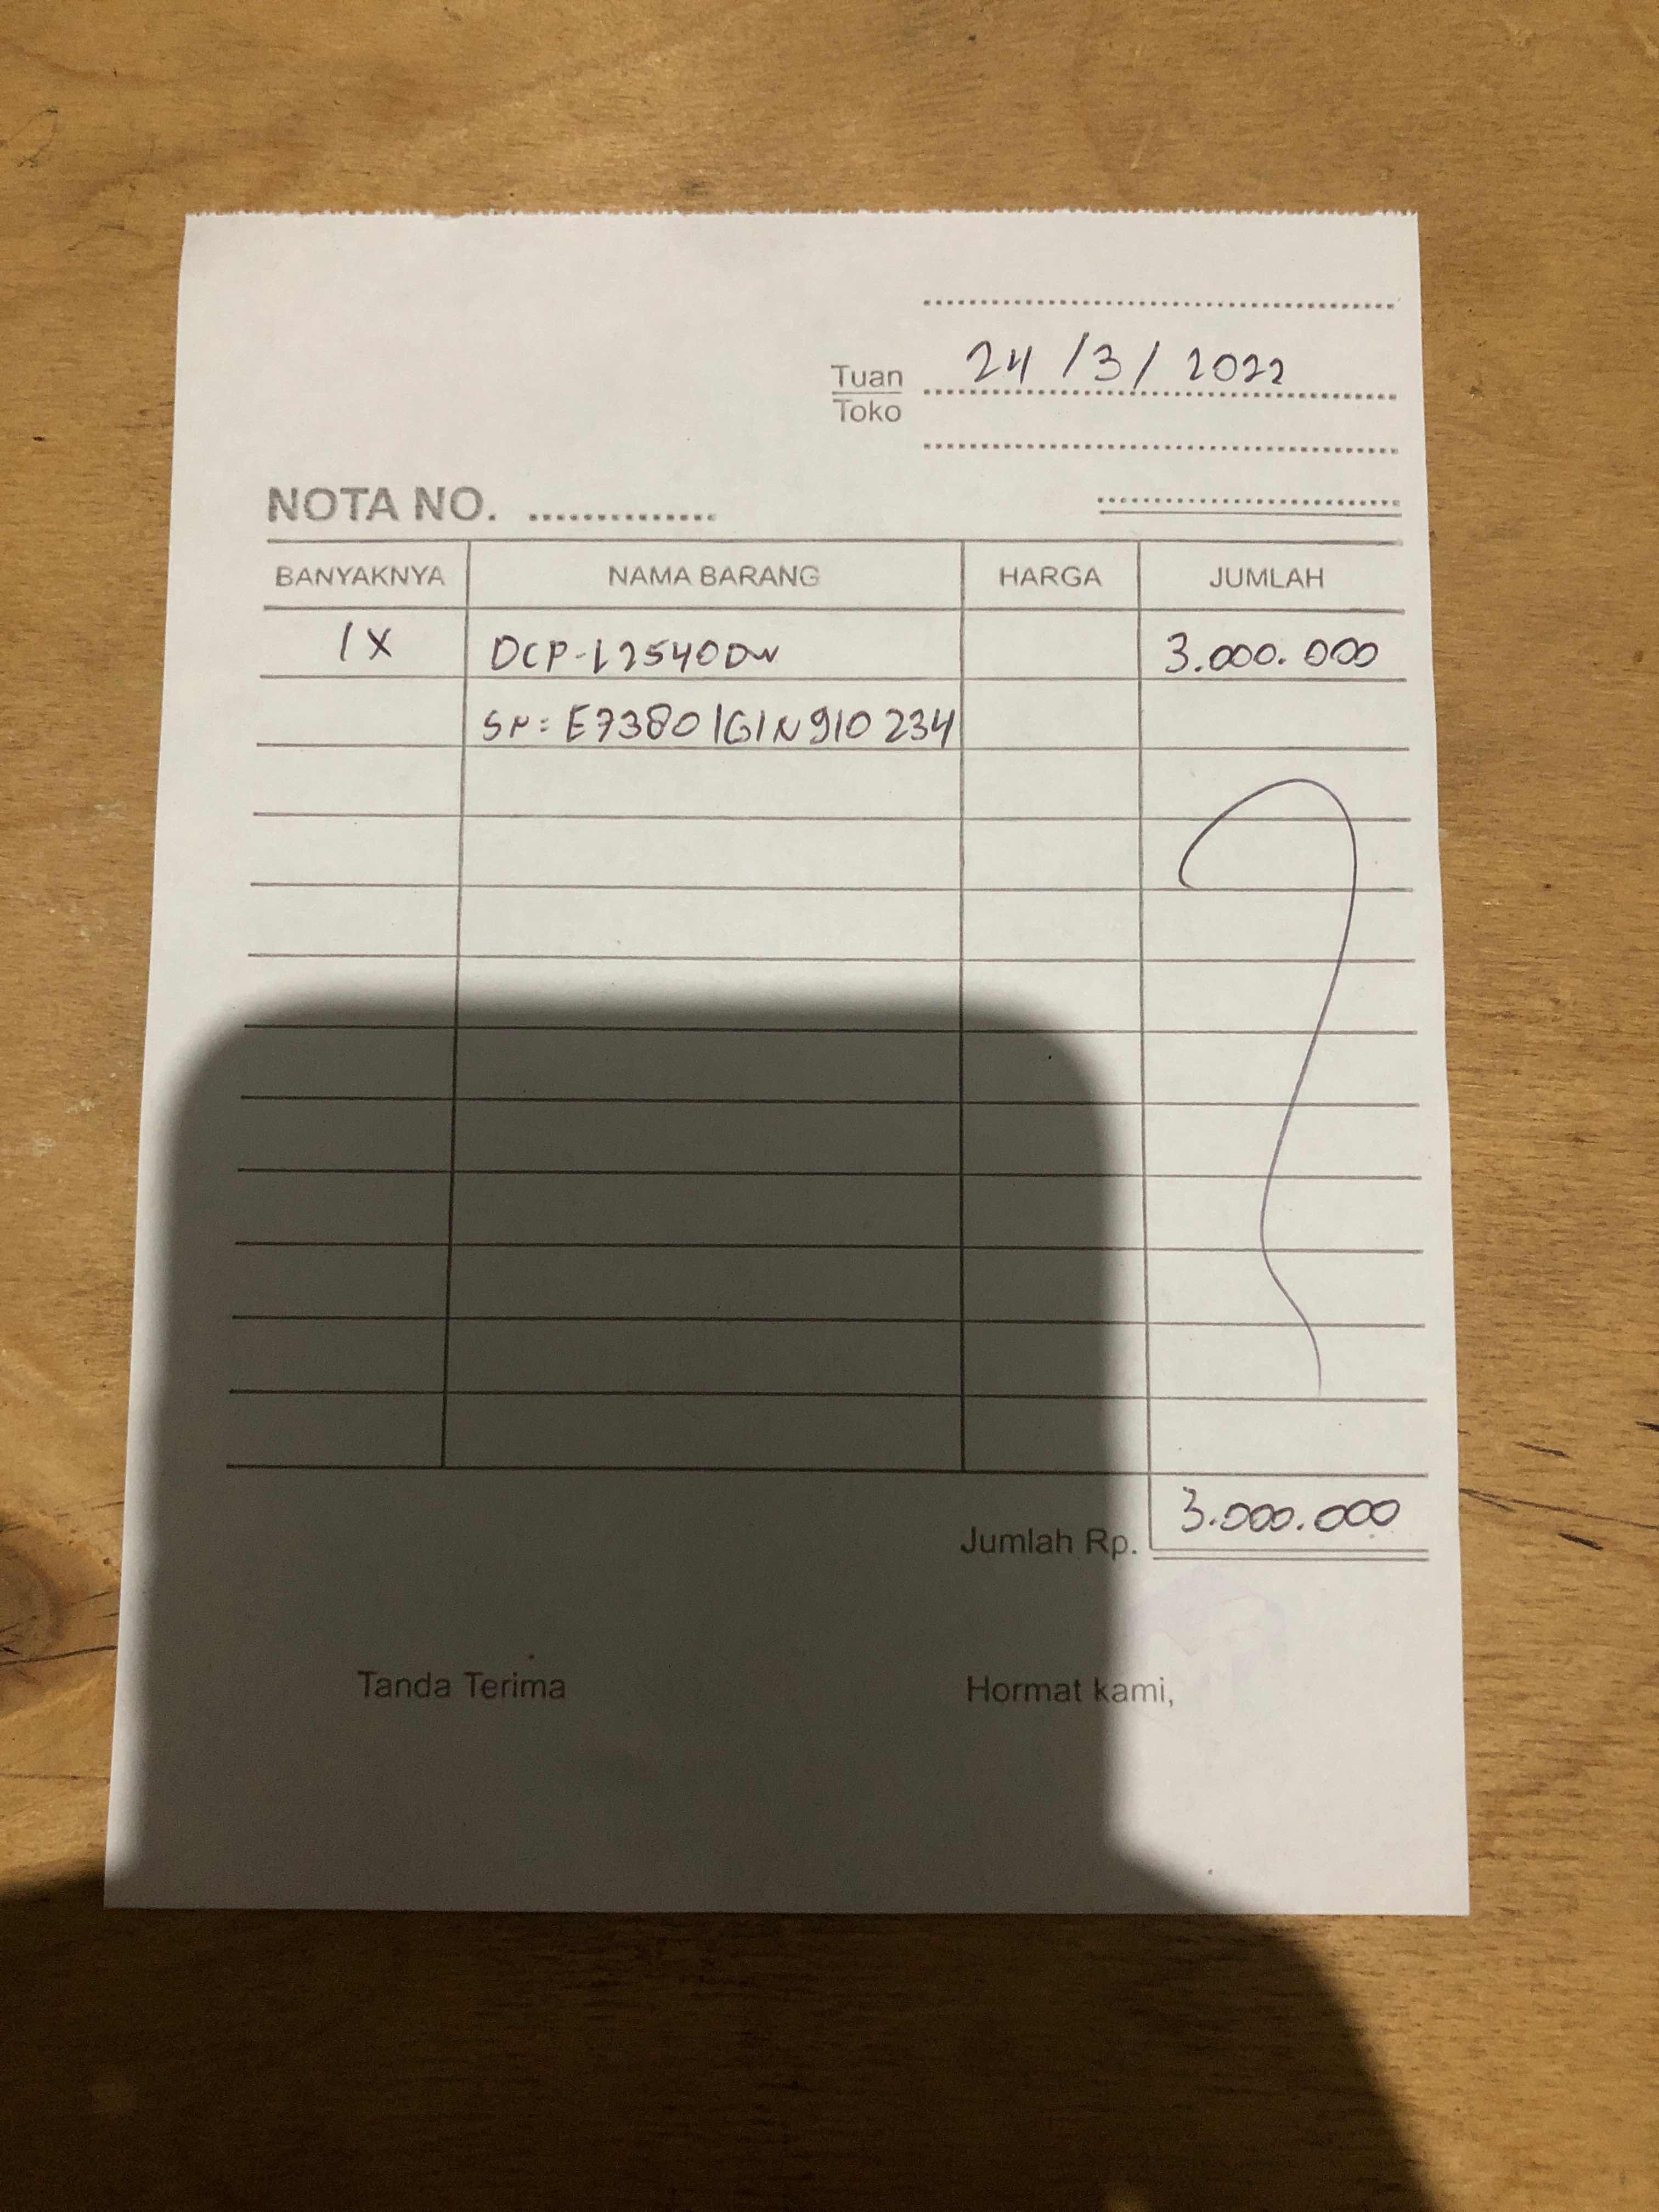 24/3/2022
Tuan
Toko
NOTA NO. ..............
BANYAKNYA NAMA BARANG HARGA JUMLAH
1X DCP-L2540DW 3.000.000
SN: E73801G1N910234
3.000.000
Jumlah Rp.
Tanda Terima Hormat kami,